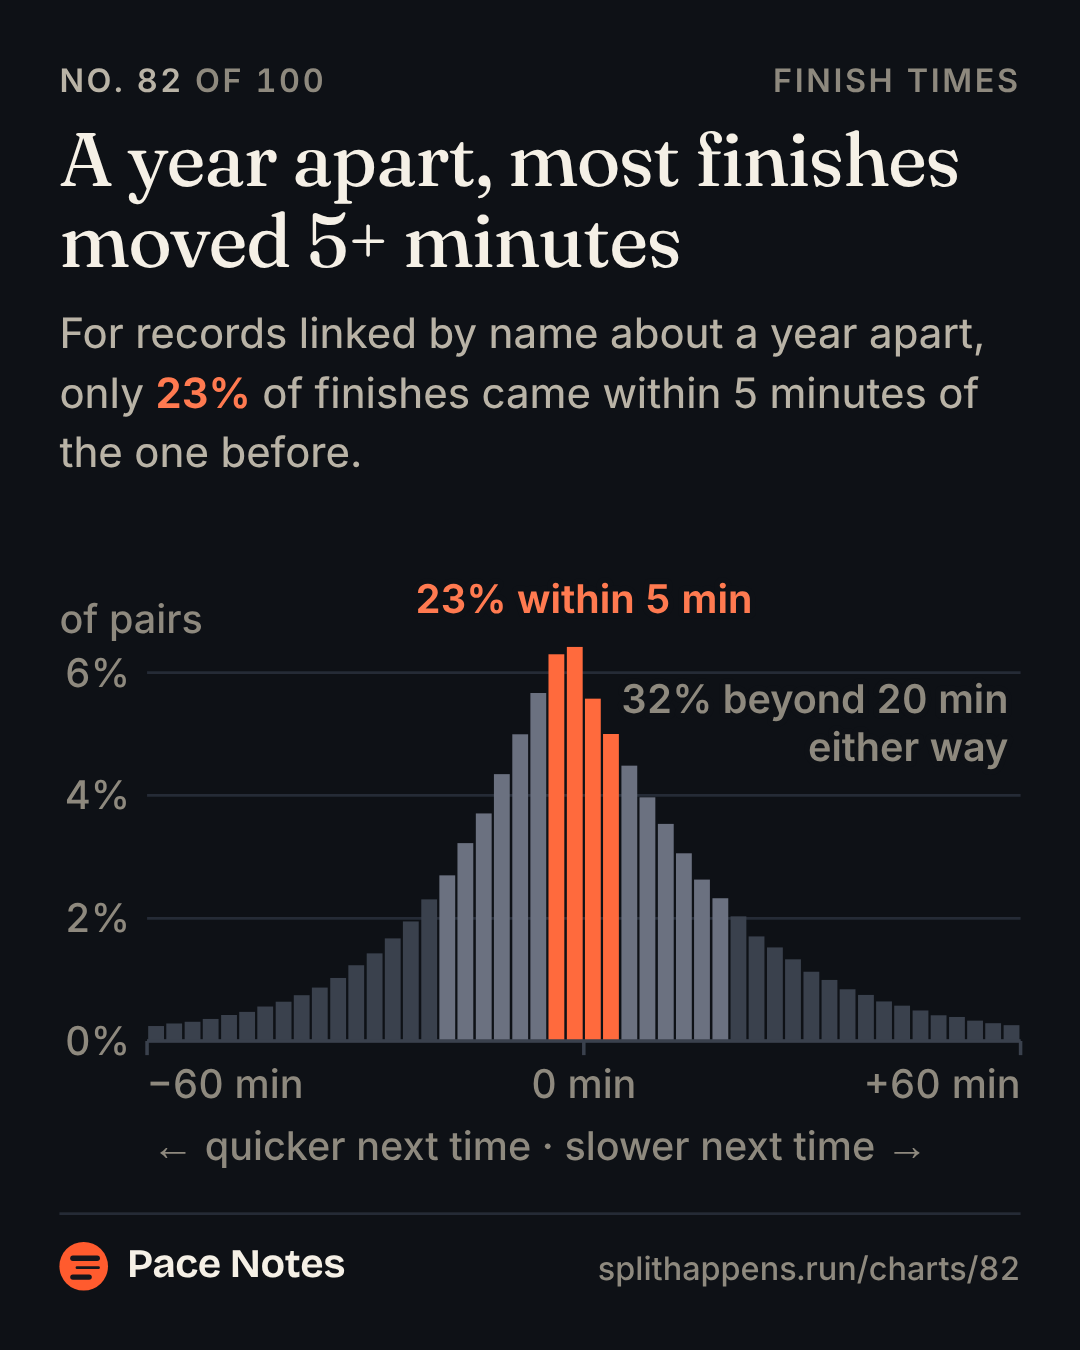 NO. 82 OF 100
FINISH TIMES
A year apart, most finishes
moved 5+ minutes
For records linked by name about a year apart,
only 23% of finishes came within 5 minutes of
the one before.
23% within 5 min
of pairs
6%
32% beyond 20 min
either way
4%
2%
0%
−60 min
0 min
+60 min
← quicker next time · slower next time →
Pace Notes
splithappens.run/charts/82